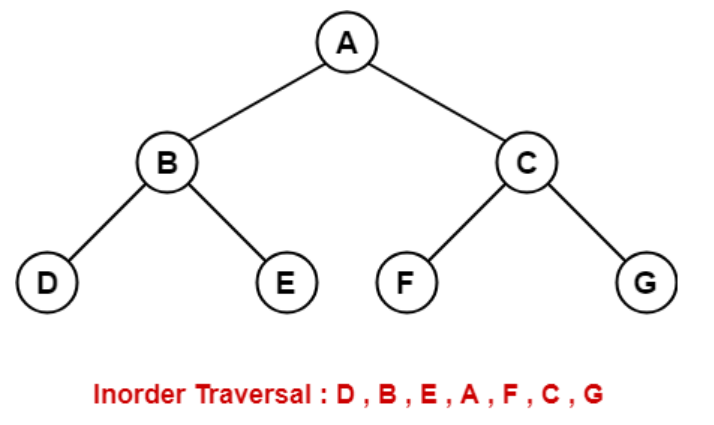 A
B C
D E F G
Inorder Traversal : D , B , E , A , F , C , G